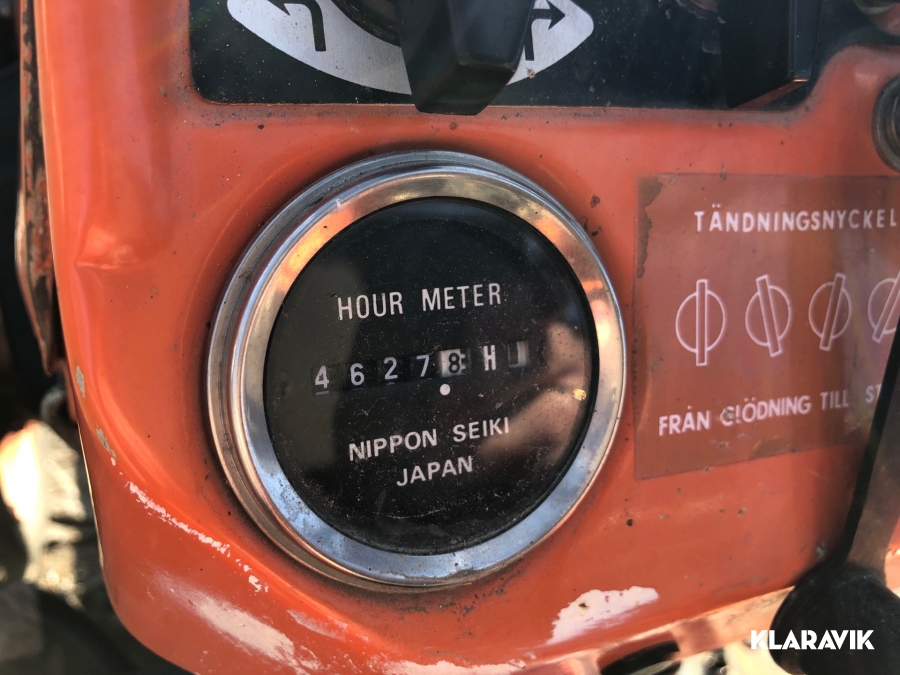 HOUR METER
46278 H
NIPPON SEIKI
JAPAN
TÄNDNINGSNYCKEL
FRÅN GLÖDNING TILL
KLARAVIK